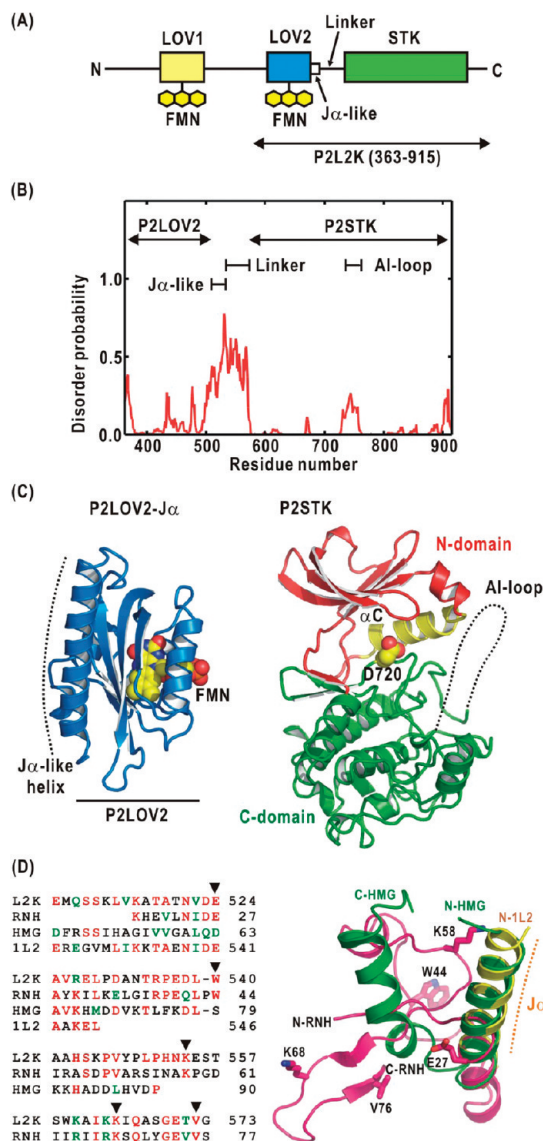 (A)
LOV1 LOV2 Linker STK
N C
FMN FMN Jα-like
P2L2K (363-915)
(B)
P2LOV2 P2STK
Jα-like Linker AI-loop
Disorder probability
1.0
0.5
0.0
400 500 600 700 800 900
Residue number
(C)
P2LOV2-Jα P2STK
N-domain
AI-loop
αC
D720
FMN
Jα-like
helix
P2LOV2
C-domain
(D)
L2K EMQSSKLVKATATNVDE 524
RNH KHEVLNIDE 27
HMG DFRSSIHAGIVVGALQD 63
1L2 EREGVMLIKKTAENIDE 541
L2K AVRELPDANTRPEDL-W 540
RNH AYKILKELGIRPEQLPW 44
HMG AVHMDDVKTLFKDL-S 79
1L2 AAKEL 546
L2K AAHSKPVYPLPHNKEST 557
RNH IRASDPVARSINAKPGD 61
HMG KKHADDLHVDP 90
L2K SWKAIKKIQASGETVG 573
RNH IIRIIRKSQLYGEVVS 77
C-HMG N-HMG
N-1L2
K58
W44
Jα
N-RNH
K68
C-RNH E27
V76